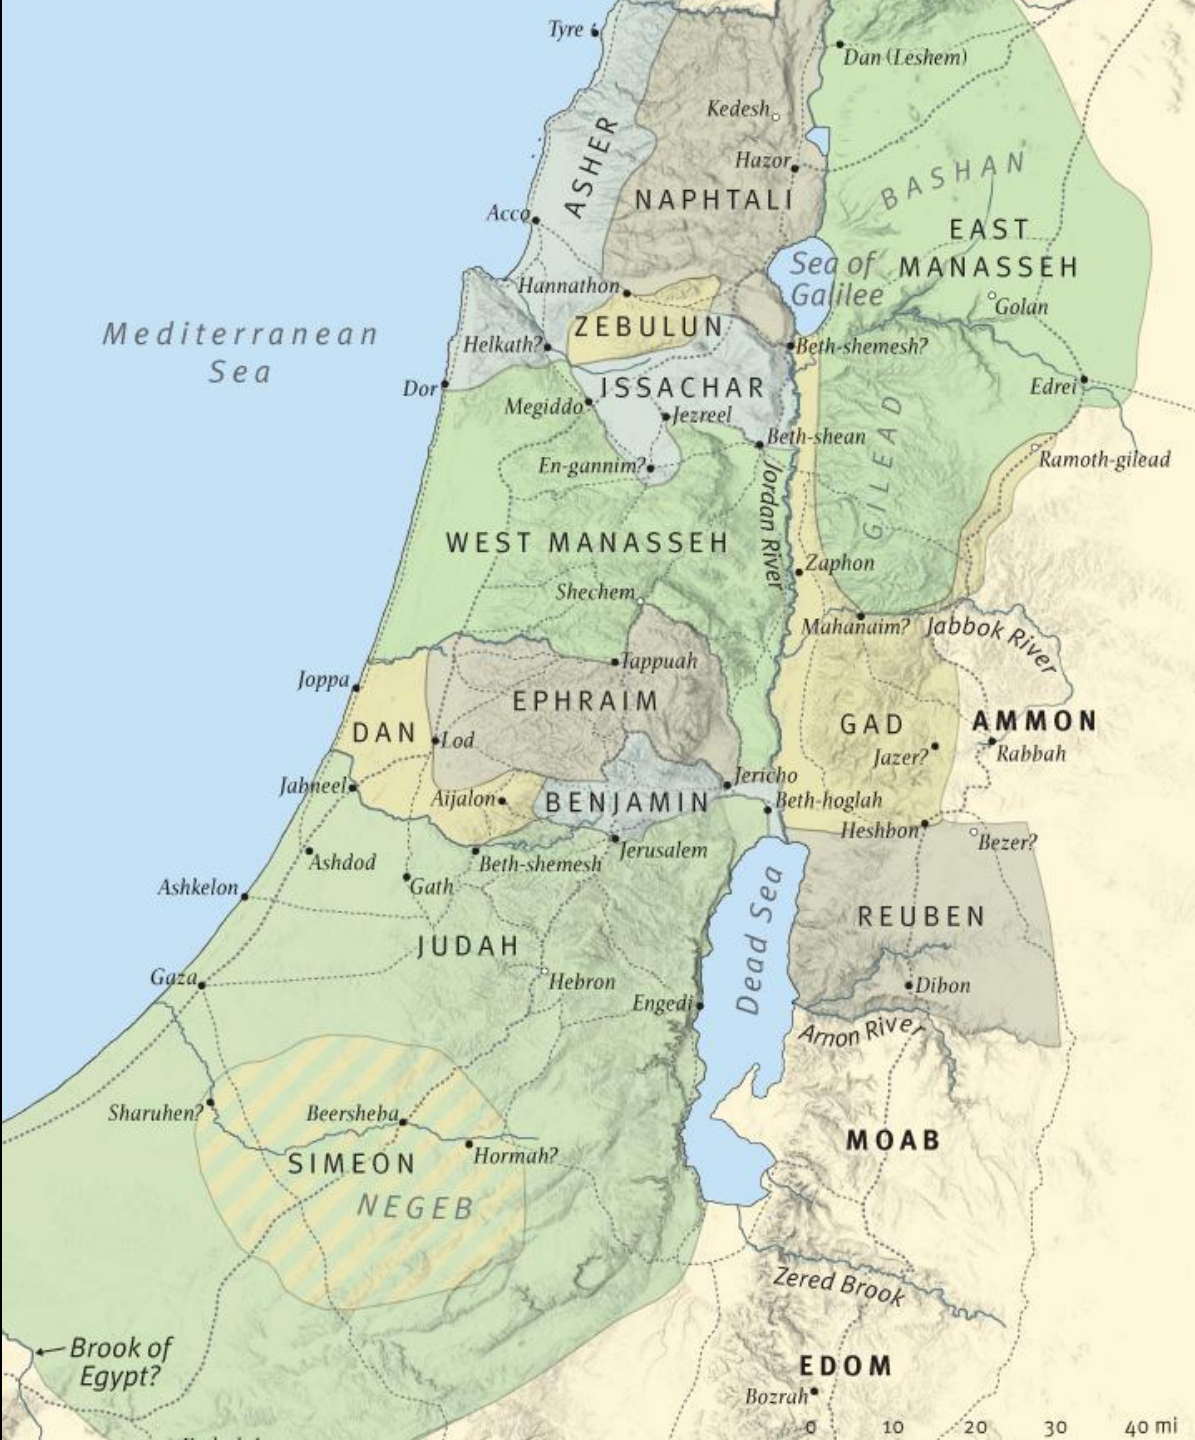 Tyre
Dan (Leshem)
Kedesh
ASHER
Hazor
BASHAN
NAPHTALI
Acco
EAST
MANASSEH
Sea of
Galilee
Hannathon
Golan
ZEBULUN
Mediterranean
Sea
Helkath?
Beth-shemesh?
Dor
ISSACHAR
Edrei
Megiddo
Jezreel
GILEAD
Beth-shean
En-gannim?
Ramoth-gilead
Jordan River
WEST MANASSEH
Zaphon
Shechem
Mahanaim?
Jabbok River
Tappuah
Joppa
EPHRAIM
DAN
GAD
AMMON
Lod
Jazer?
Rabbah
Jabneel
Jericho
Aijalon
BENJAMIN
Beth-hoglah
Heshbon
Bezer?
Ashdod
Beth-shemesh
Jerusalem
Ashkelon
Gath
REUBEN
JUDAH
Dead Sea
Gaza
Hebron
Dibon
Engedi
Arnon River
Sharuhen?
Beersheba
MOAB
SIMEON
Hormah?
NEGEB
Zered Brook
Brook of
Egypt?
EDOM
Bozrah
0 10 20 30 40 mi